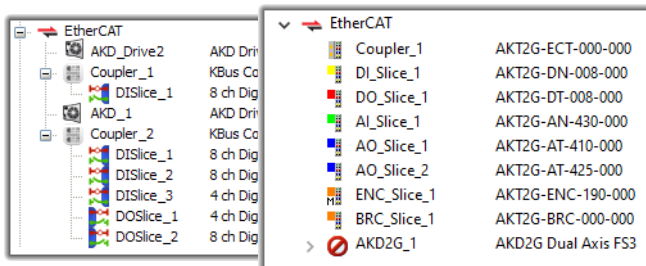 EtherCAT
AKD_Drive2 AKD Dri
Coupler_1 KBus Co
DISlice_1 8 ch Dig
AKD_1 AKD Dri
Coupler_2 KBus Co
DISlice_1 8 ch Dig
DISlice_2 8 ch Dig
DISlice_3 4 ch Dig
DOSlice_1 4 ch Dig
DOSlice_2 8 ch Dig
EtherCAT
Coupler_1 AKT2G-ECT-000-000
DI_Slice_1 AKT2G-DN-008-000
DO_Slice_1 AKT2G-DT-008-000
AI_Slice_1 AKT2G-AN-430-000
AO_Slice_1 AKT2G-AT-410-000
AO_Slice_2 AKT2G-AT-425-000
M ENC_Slice_1 AKT2G-ENC-190-000
BRC_Slice_1 AKT2G-BRC-000-000
AKD2G_1 AKD2G Dual Axis FS3